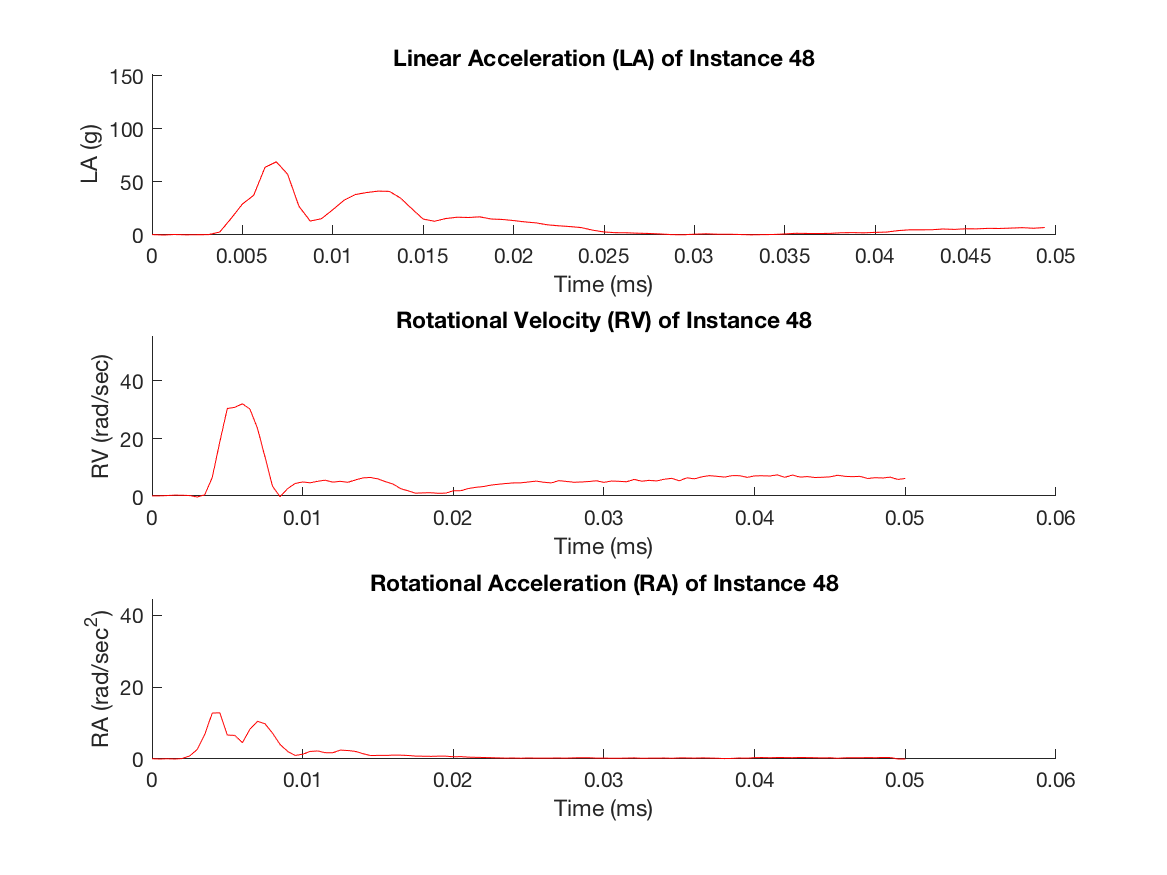 Linear Acceleration (LA) of Instance 48
150
100
50
0
LA (g)
0 0.005 0.01 0.015 0.02 0.025 0.03 0.035 0.04 0.045 0.05
Time (ms)
Rotational Velocity (RV) of Instance 48
40
20
0
RV (rad/sec)
0 0.01 0.02 0.03 0.04 0.05 0.06
Time (ms)
Rotational Acceleration (RA) of Instance 48
40
20
0
RA (rad/sec²)
0 0.01 0.02 0.03 0.04 0.05 0.06
Time (ms)